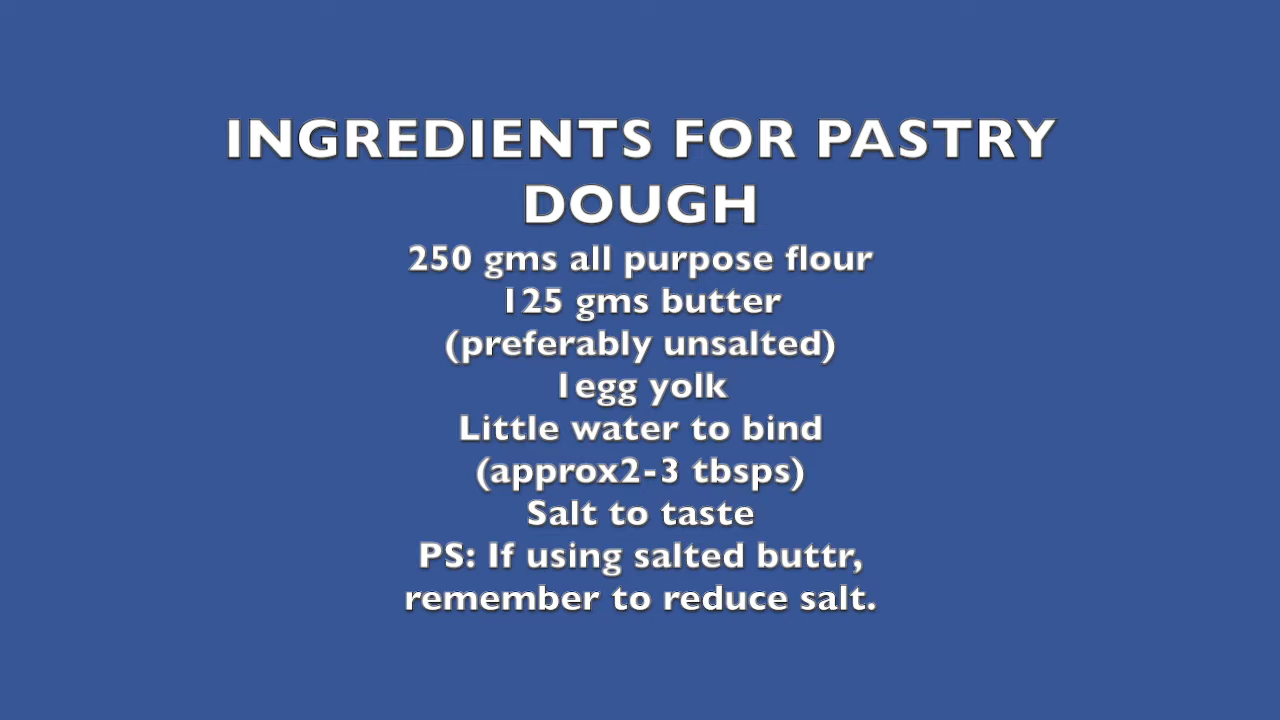 INGREDIENTS FOR PASTRY
DOUGH
250 gms all purpose flour
125 gms butter
(preferably unsalted)
1egg yolk
Little water to bind
(approx2-3 tbsps)
Salt to taste
PS: If using salted buttr,
remember to reduce salt.